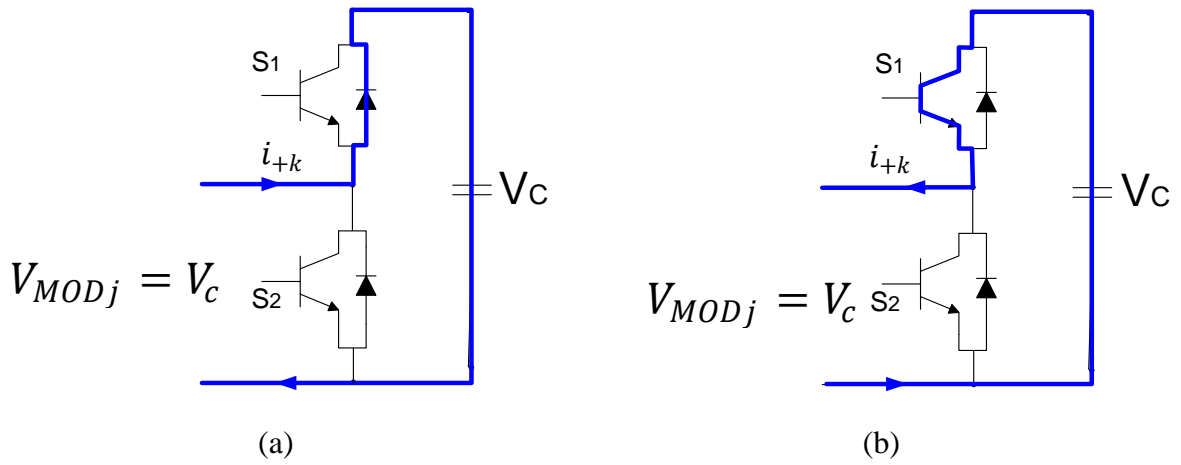 S1
i+k
VC
VMODj = Vc
S2
(a)
S1
i+k
VC
VMODj = Vc
S2
(b)